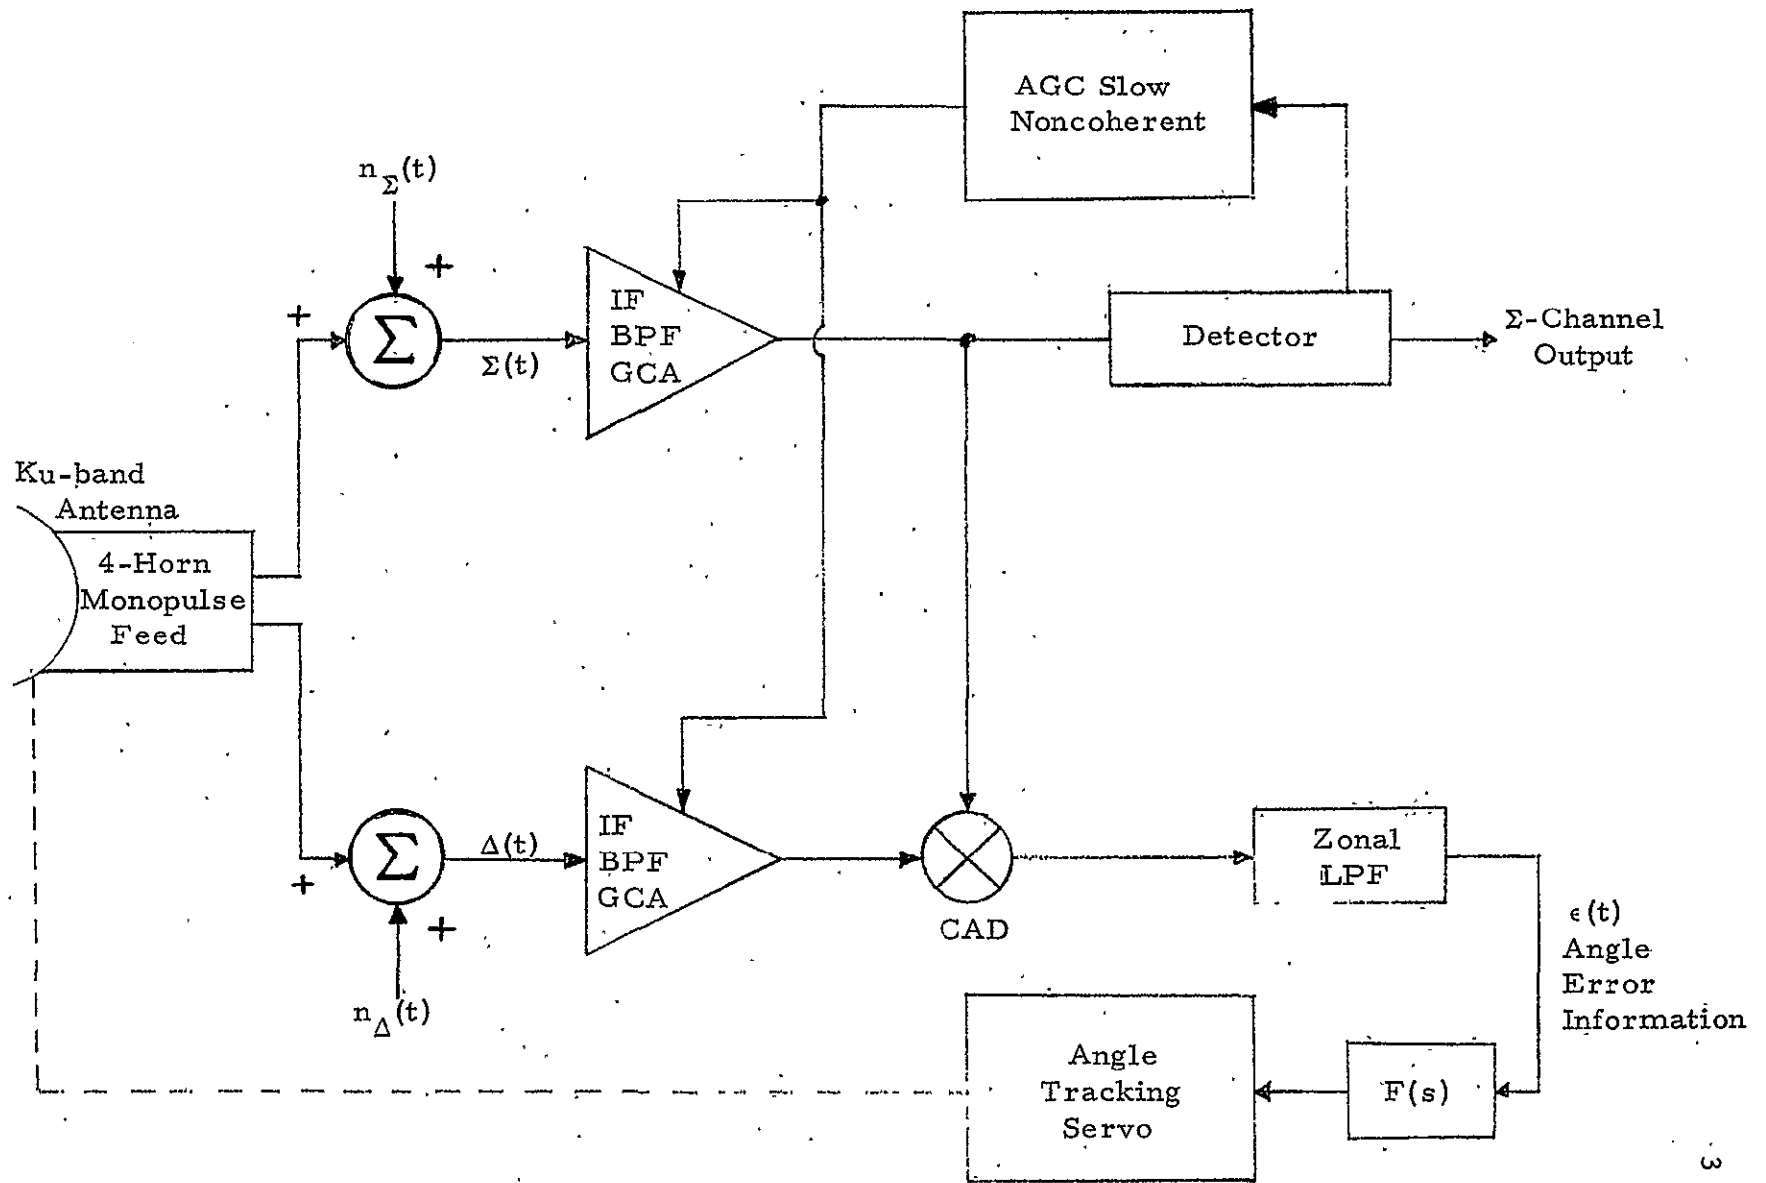 AGC Slow
Noncoherent
n_Σ(t)
+
+
Σ
Σ(t)
IF
BPF
GCA
Detector
Σ-Channel
Output
Ku-band
Antenna
4-Horn
Monopulse
Feed
+
Σ
Δ(t)
+
n_Δ(t)
IF
BPF
GCA
CAD
Zonal
LPF
ϵ(t)
Angle
Error
Information
F(s)
Angle
Tracking
Servo
3